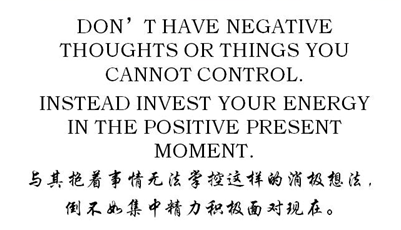 DON’T HAVE NEGATIVE
THOUGHTS OR THINGS YOU
CANNOT CONTROL.
INSTEAD INVEST YOUR ENERGY
IN THE POSITIVE PRESENT
MOMENT.
与其抱着事情无法掌控这样的消极想法,
倒不如集中精力积极面对现在。